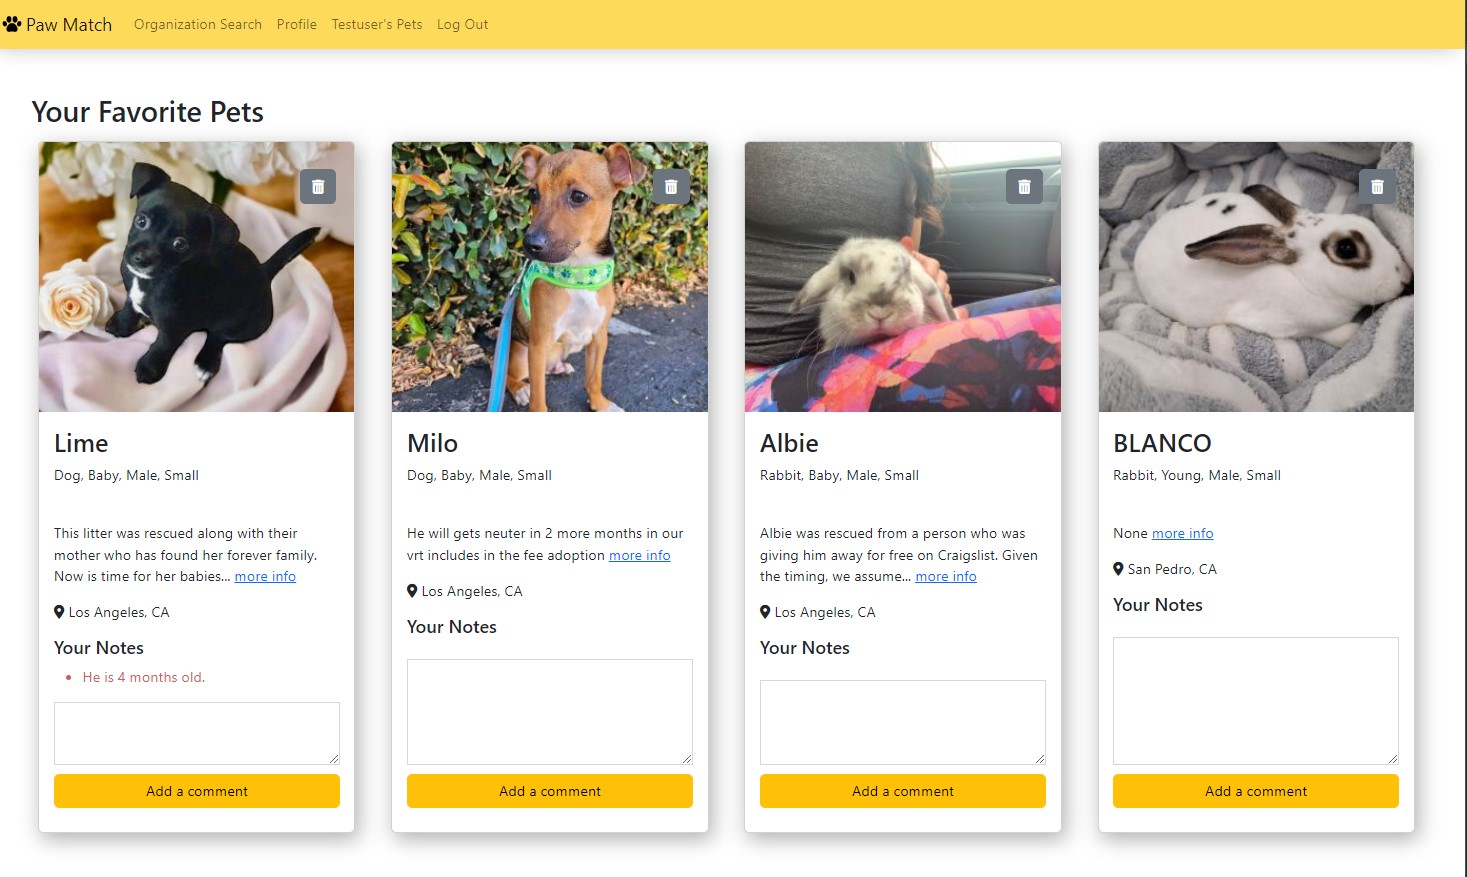 Paw Match Organization Search Profile Testuser's Pets Log Out
Your Favorite Pets
Lime
Dog, Baby, Male, Small
This litter was rescued along with their
mother who has found her forever family.
Now is time for her babies... more info
Los Angeles, CA
Your Notes
He is 4 months old.
Add a comment
Milo
Dog, Baby, Male, Small
He will gets neuter in 2 more months in our
vrt includes in the fee adoption more info
Los Angeles, CA
Your Notes
Add a comment
Albie
Rabbit, Baby, Male, Small
Albie was rescued from a person who was
giving him away for free on Craigslist. Given
the timing, we assume... more info
Los Angeles, CA
Your Notes
Add a comment
BLANCO
Rabbit, Young, Male, Small
None more info
San Pedro, CA
Your Notes
Add a comment